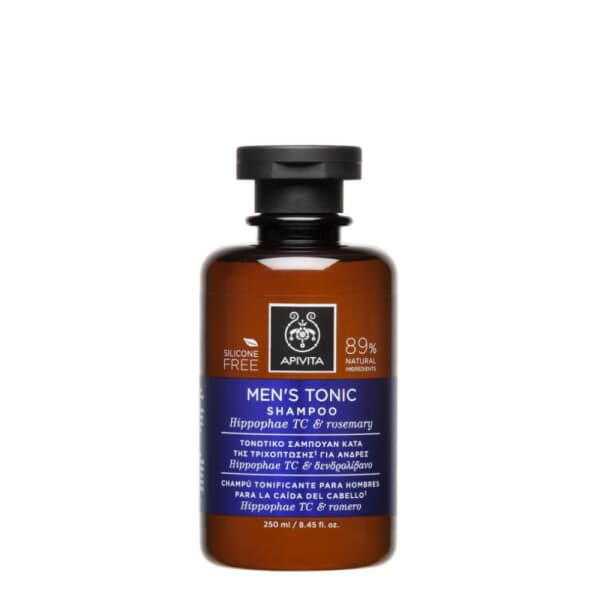 SILICONE
FREE
APIVITA
89%
NATURAL
INGREDIENTS
MEN'S TONIC
SHAMPOO
Hippophae TC & rosemary
ΤΟΝΩΤΙΚΟ ΣΑΜΠΟΥΑΝ ΚΑΤΑ
ΤΗΣ ΤΡΙΧΟΠΤΩΣΗΣ¹ ΓΙΑ ΑΝΔΡΕΣ
Hippophae TC & δενδρολίβανο
CHAMPÚ TONIFICANTE PARA HOMBRES
PARA LA CAÍDA DEL CABELLO¹
Hippophae TC & romero
250 ml / 8.45 fl. oz.